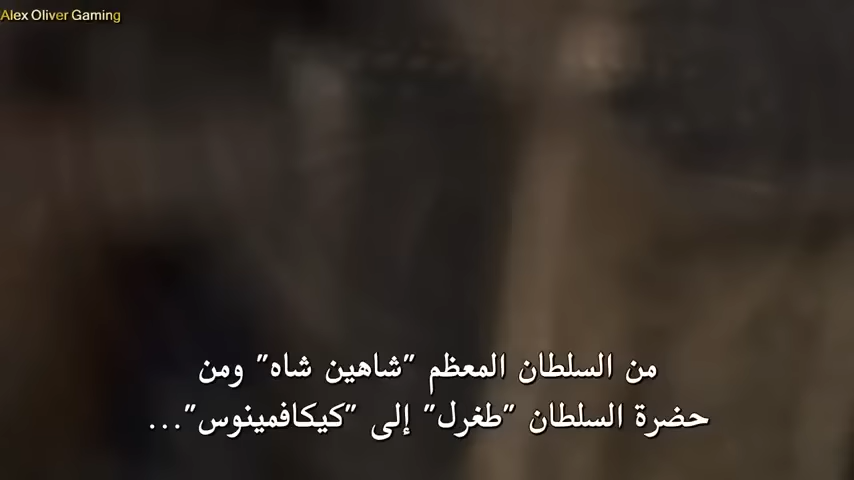 Alex Oliver Gaming
من السلطان المعظم "شاهين شاه" ومن
حضرة السلطان "طغرل" إلى "كيكافمينوس"...